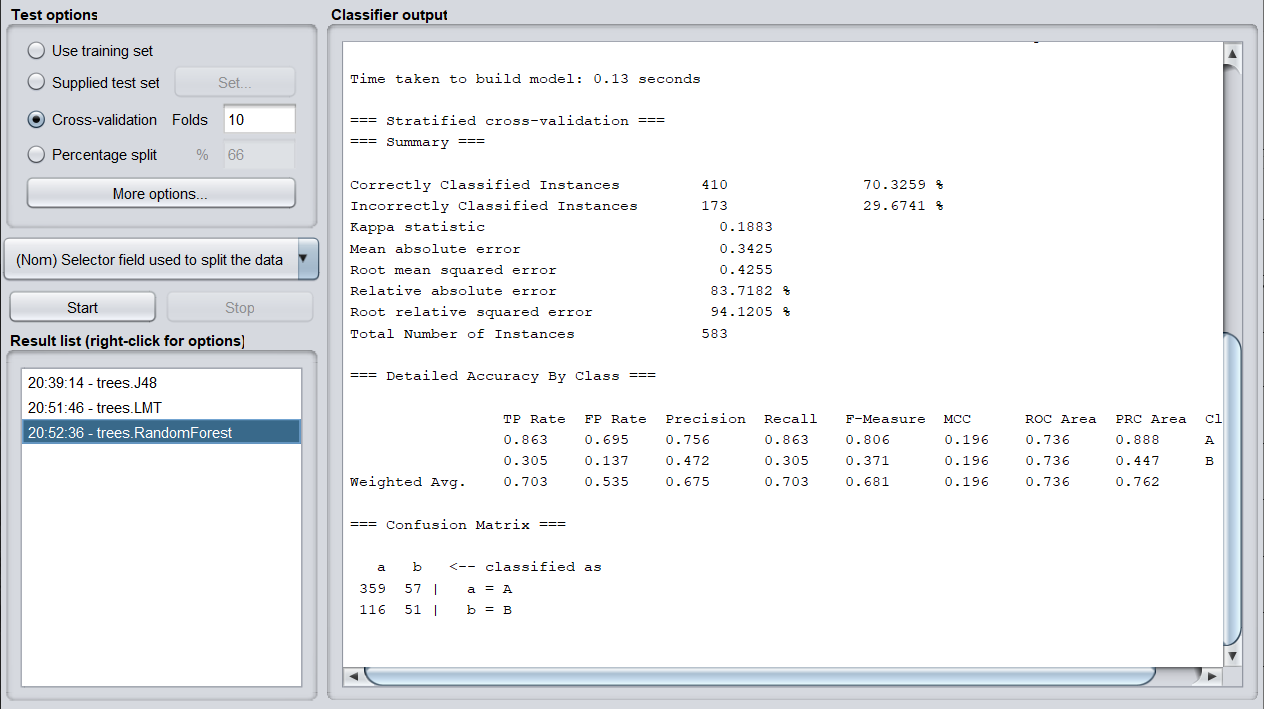 Test options
Use training set
Supplied test set Set...
Cross-validation Folds 10
Percentage split % 66
More options...
(Nom) Selector field used to split the data
Start Stop
Result list (right-click for options)
20:39:14 - trees.J48
20:51:46 - trees.LMT
20:52:36 - trees.RandomForest
Classifier output
Time taken to build model: 0.13 seconds
=== Stratified cross-validation ===
=== Summary ===
Correctly Classified Instances 410 70.3259 %
Incorrectly Classified Instances 173 29.6741 %
Kappa statistic 0.1883
Mean absolute error 0.3425
Root mean squared error 0.4255
Relative absolute error 83.7182 %
Root relative squared error 94.1205 %
Total Number of Instances 583
=== Detailed Accuracy By Class ===
TP Rate FP Rate Precision Recall F-Measure MCC ROC Area PRC Area Cl
0.863 0.695 0.756 0.863 0.806 0.196 0.736 0.888 A
0.305 0.137 0.472 0.305 0.371 0.196 0.736 0.447 B
Weighted Avg. 0.703 0.535 0.675 0.703 0.681 0.196 0.736 0.762
=== Confusion Matrix ===
a b <-- classified as
359 57 | a = A
116 51 | b = B